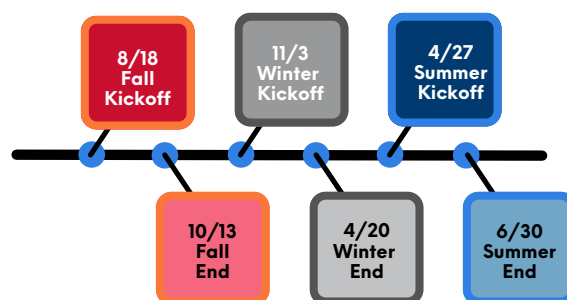 8/18
Fall
Kickoff
11/3
Winter
Kickoff
4/27
Summer
Kickoff
10/13
Fall
End
4/20
Winter
End
6/30
Summer
End